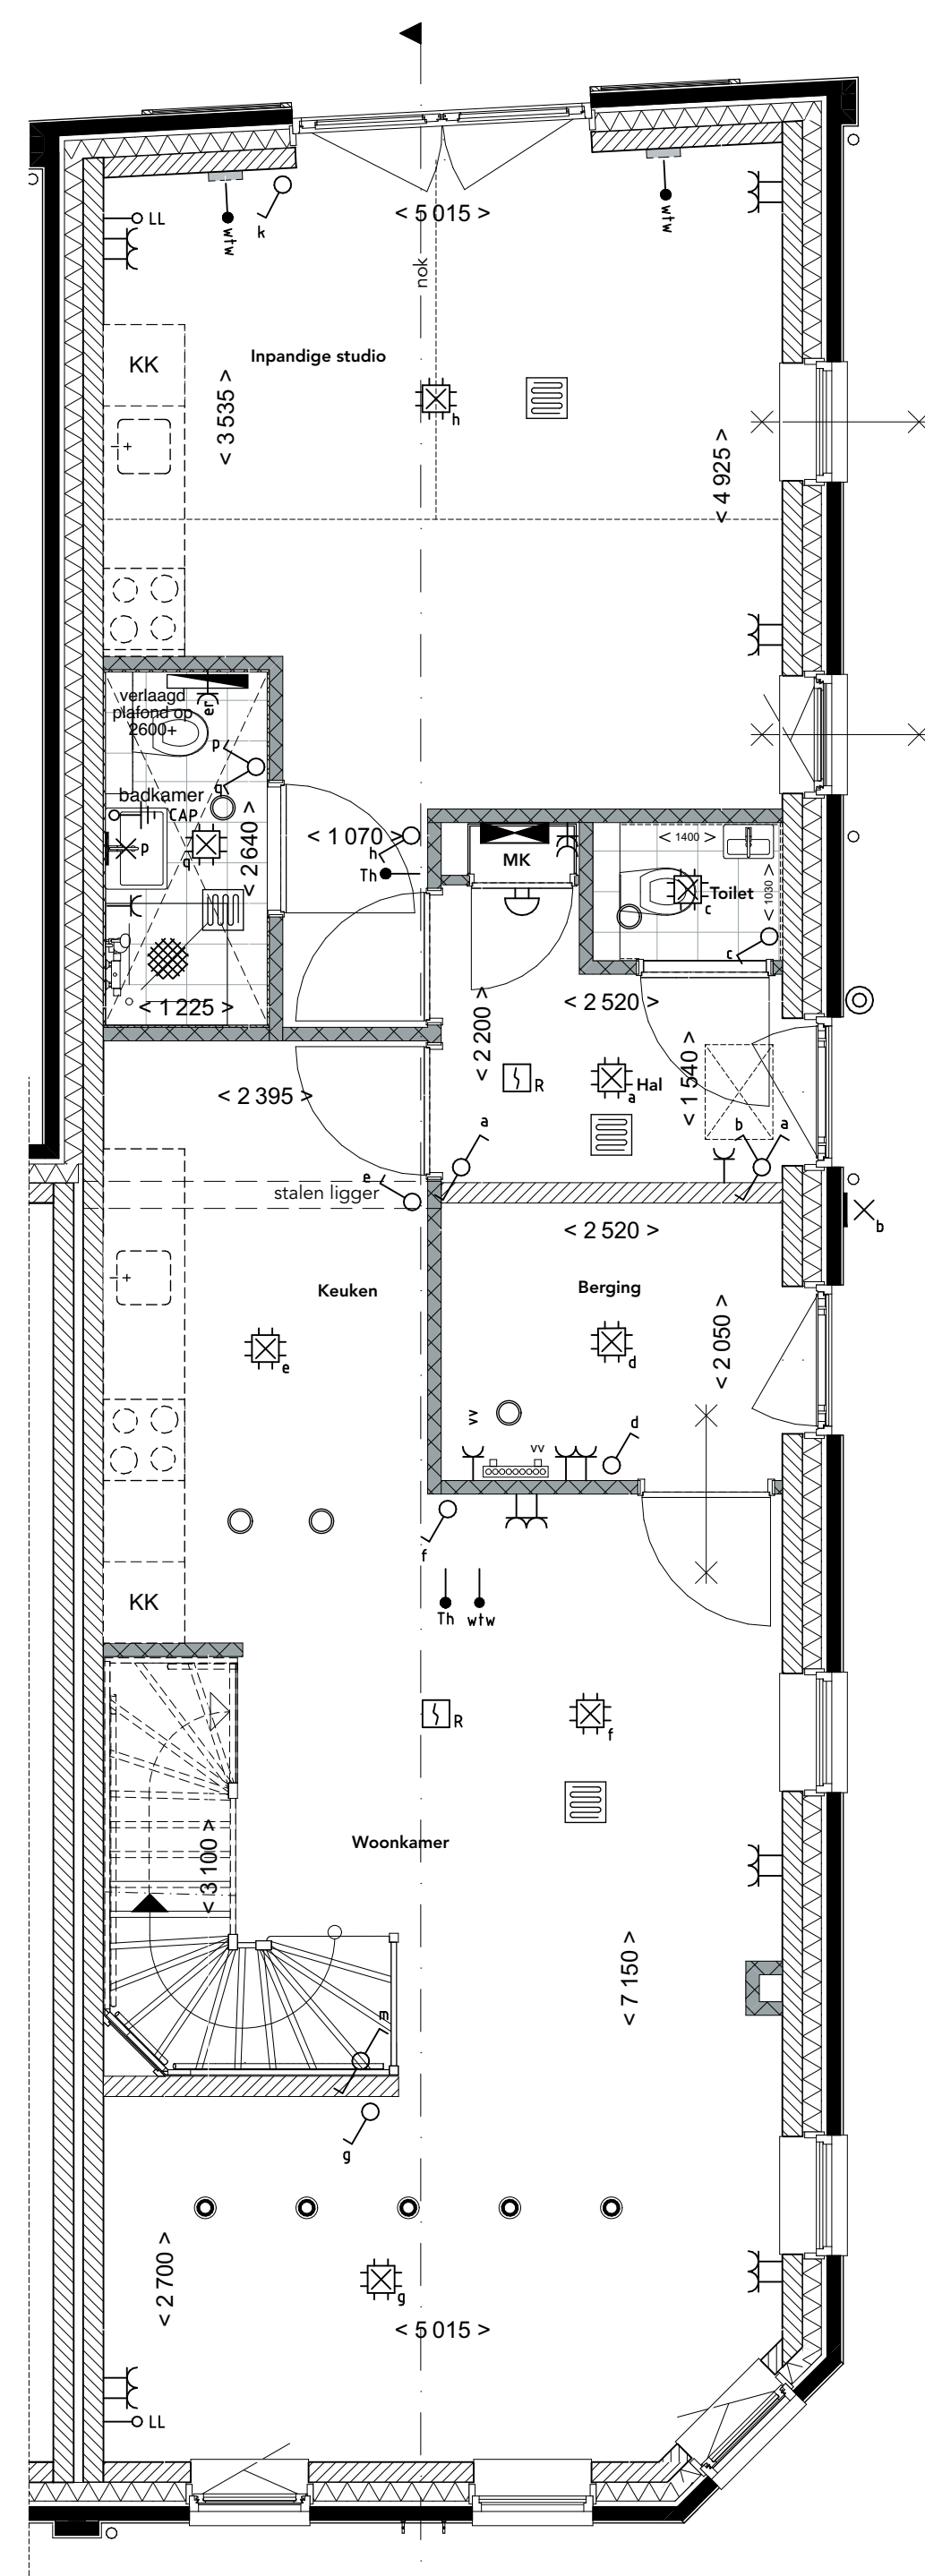 LL
wtw
k
< 5 015 >
wtw
nok
Inpandige studio
KK
< 3 535 >
h
< 4 925 >
verlaagd
plafond op
2600+
er
p
q
badkamer
CAP
p
q
< 2 640 >
< 1 070 >
h
Th
MK
< 1400 >
Toilet
c
< 1030 >
c
< 1 225 >
< 2 200 >
< 2 520 >
< 1 540 >
R
Hal
a
< 2 395 >
a
b
a
e
stalen ligger
b
< 2 520 >
Keuken
Berging
e
d
< 2 050 >
vv
vv
d
f
KK
Th
wtw
R
f
Woonkamer
< 3 100 >
< 7 150 >
m
g
< 2 700 >
g
< 5 015 >
LL